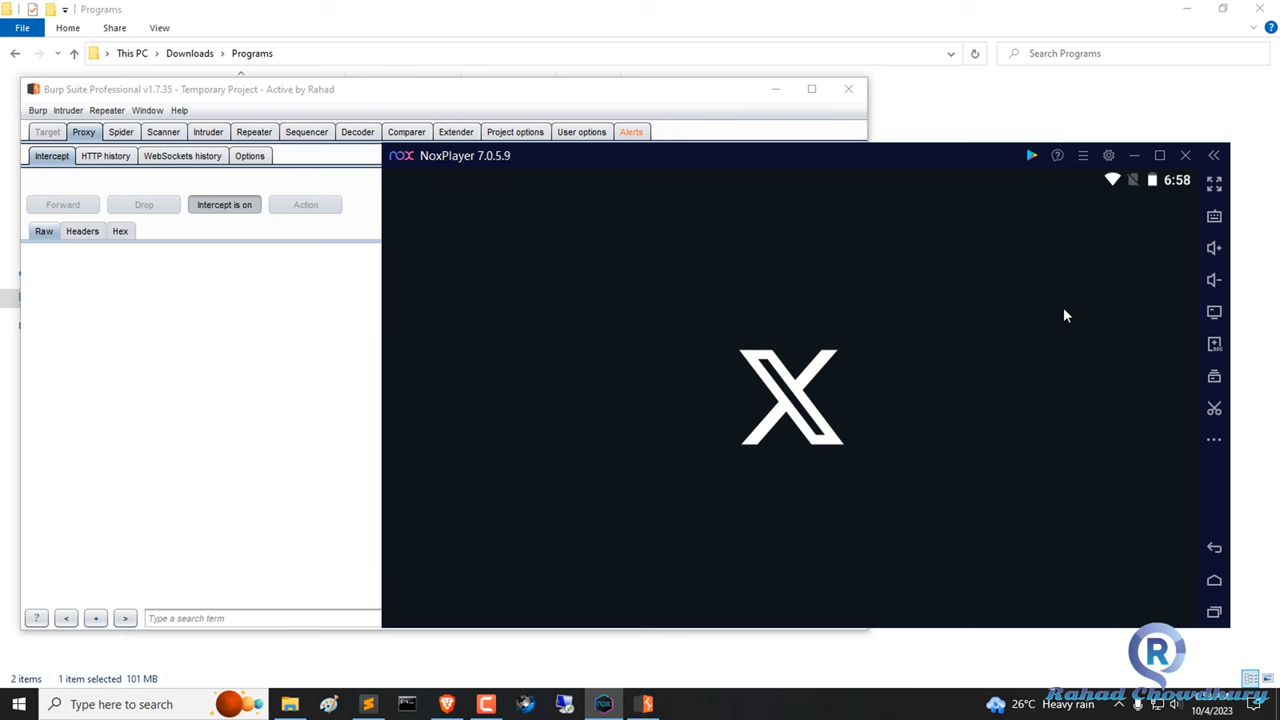 Programs
File Home Share View
This PC Downloads Programs
Search Programs
Burp Suite Professional v1.7.35 - Temporary Project - Active by Rahad
Burp Intruder Repeater Window Help
Target Proxy Spider Scanner Intruder Repeater Sequencer Decoder Comparer Extender Project options User options Alerts
Intercept HTTP history WebSockets history Options
nox NoxPlayer 7.0.5.9
6:58
Forward Drop Intercept is on Action
Raw Headers Hex
X
? < + > Type a search term
2 items 1 item selected 101 MB
R
Rahad Chowdhury
Type here to search
nox
26°C Heavy rain
10/4/2023